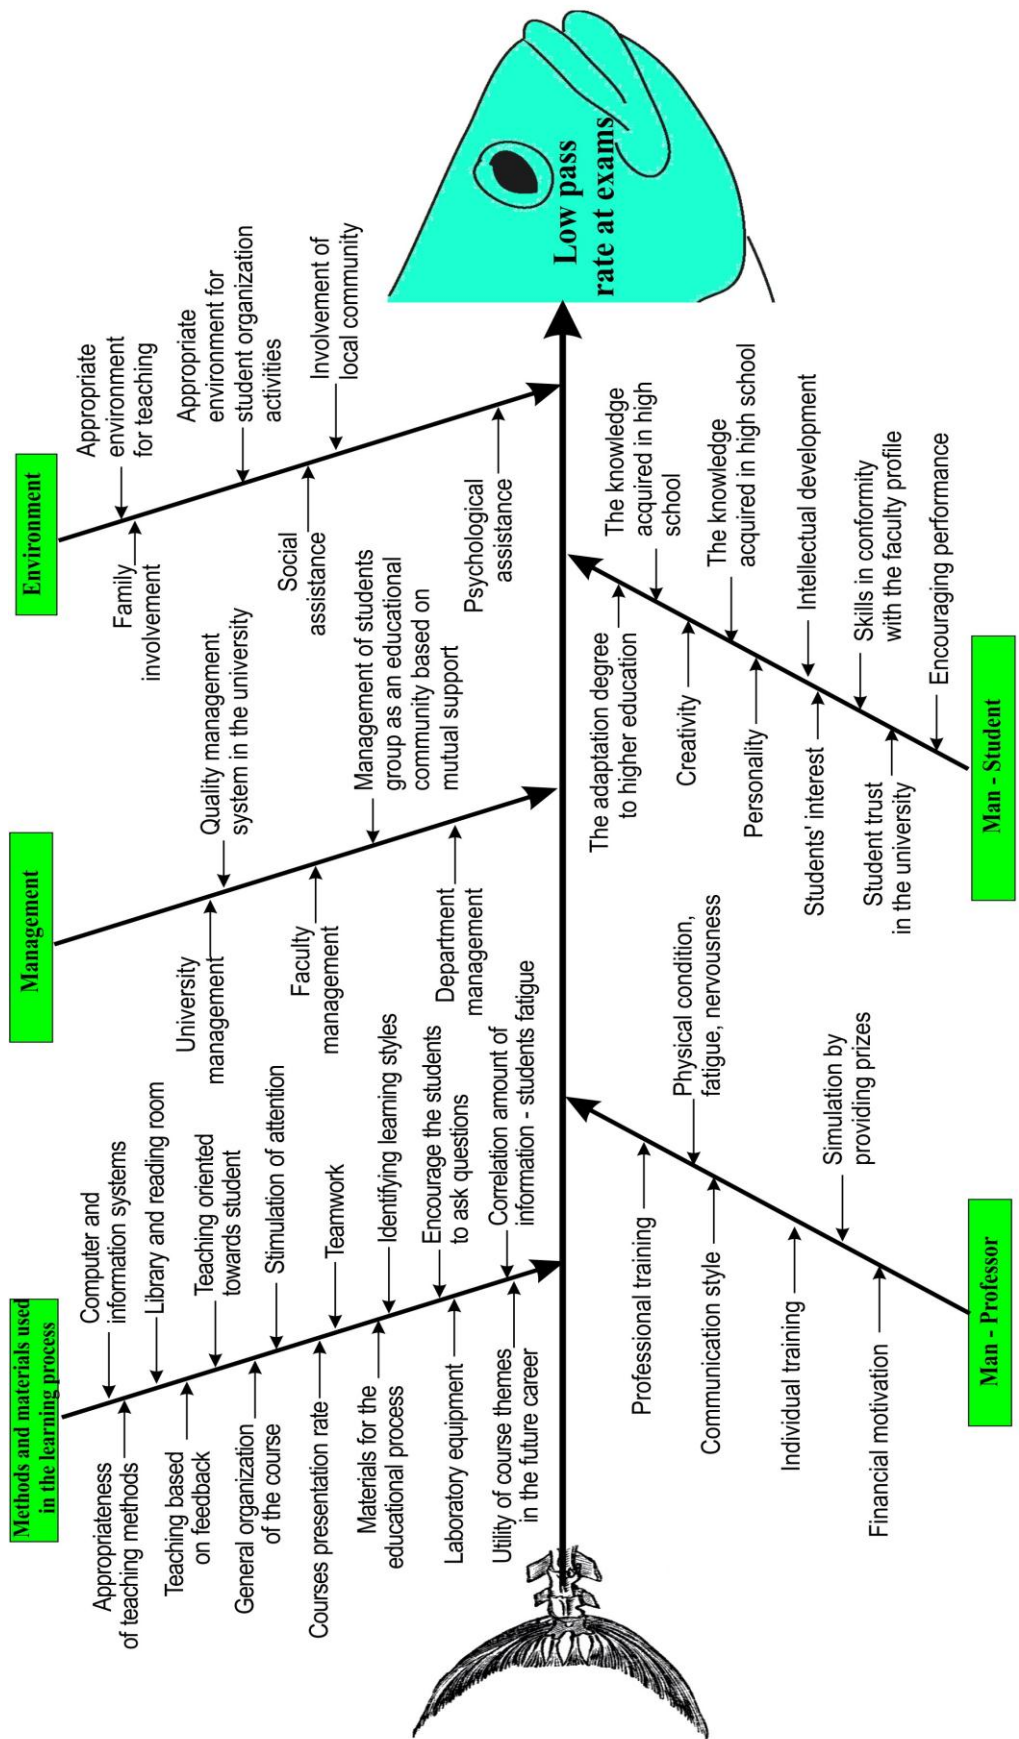 Methods and materials used
in the learning process
Computer and
information systems
Library and reading room
Teaching oriented
towards student
Stimulation of attention
Teamwork
Identifying learning styles
Encourage the students
to ask questions
Correlation amount of
information - students fatigue
Appropriateness
of teaching methods
Teaching based
on feedback
General organization
of the course
Courses presentation rate
Materials for the
educational process
Laboratory equipment
Utility of course themes
in the future career
Management
Quality management
system in the university
Management of students
group as an educational
community based on
mutual support
University
management
Faculty
management
Department
management
Environment
Appropriate
environment
for teaching
Appropriate
environment for
student organization
activities
Involvement of
local community
Family
involvement
Social
assistance
Psychological
assistance
Low pass
rate at exams
Professional training
Communication style
Individual training
Financial motivation
Physical condition,
fatigue, nervousness
Simulation by
providing prizes
Man - Professor
The adaptation degree
to higher education
Creativity
Personality
Students' interest
Student trust
in the university
The knowledge
acquired in high
school
The knowledge
acquired in high school
Intellectual development
Skills in conformity
with the faculty profile
Encouraging performance
Man - Student